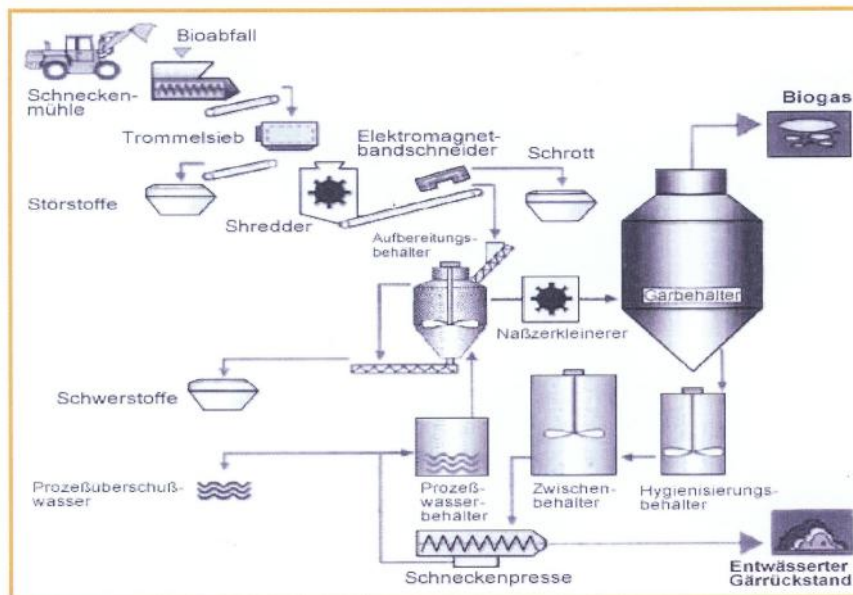 Bioabfall
Schnecken-
mühle
Trommelsieb
Störstoffe
Shredder
Elektromagnet-
bandschneider
Schrott
Biogas
Aufbereitungs-
behälter
Naßzerkleinerer
Gärbehälter
Schwerstoffe
Prozeßüberschuß-
wasser
Prozeß-
wasser-
behälter
Zwischen-
behälter
Hygienisierungs-
behälter
Schneckenpresse
Entwässerter
Gärrückstand